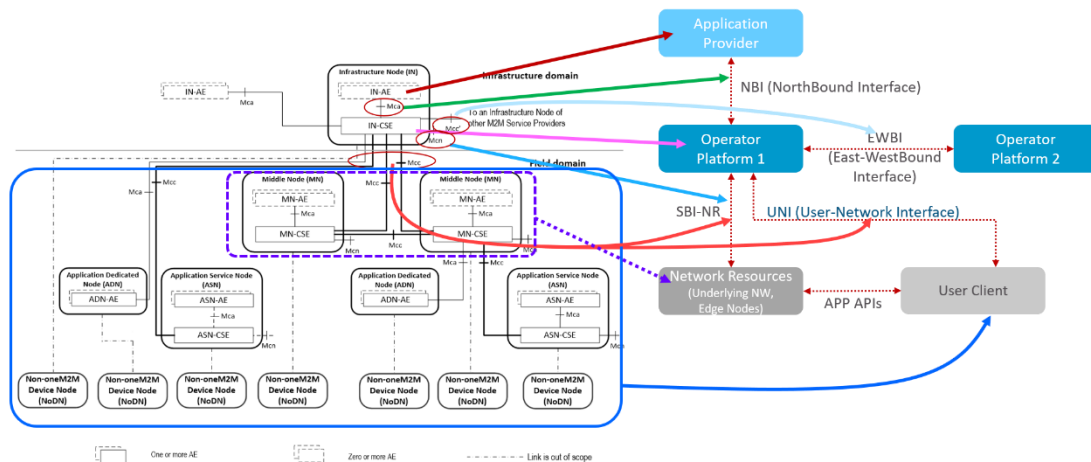 Application
Provider
Infrastructure Node (IN)
Infrastructure domain
IN-AE
IN-AE
NBI (NorthBound Interface)
Mca
Mca
To an Infrastructure Node of
other M2M Service Providers
IN-CSE
Mcc'
Mcn
Operator
Platform 1
EWBI
(East-WestBound
Interface)
Operator
Platform 2
Mcc
Field domain
Mca
Mcc
Mcc
Middle Node (MN)
Middle Node (MN)
MN-AE
MN-AE
Mca
Mca
SBI-NR
UNI (User-Network Interface)
MN-CSE
MN-CSE
Mcc
Mcn
Mcn
Mca
Mcc
Application Dedicated
Node (ADN)
Application Service Node
(ASN)
Application Dedicated
Node (ADN)
Application Service Node
(ASN)
ADN-AE
ASN-AE
ADN-AE
ASN-AE
Network Resources
(Underlying NW,
Edge Nodes)
APP APIs
User Client
Mca
Mca
ASN-CSE
ASN-CSE
Mcn
Mcn
Non-oneM2M
Device Node
(NoDN)
Non-oneM2M
Device Node
(NoDN)
Non-oneM2M
Device Node
(NoDN)
Non-oneM2M
Device Node
(NoDN)
Non-oneM2M
Device Node
(NoDN)
Non-oneM2M
Device Node
(NoDN)
Non-oneM2M
Device Node
(NoDN)
One or more AE
Zero or more AE
Link is out of scope